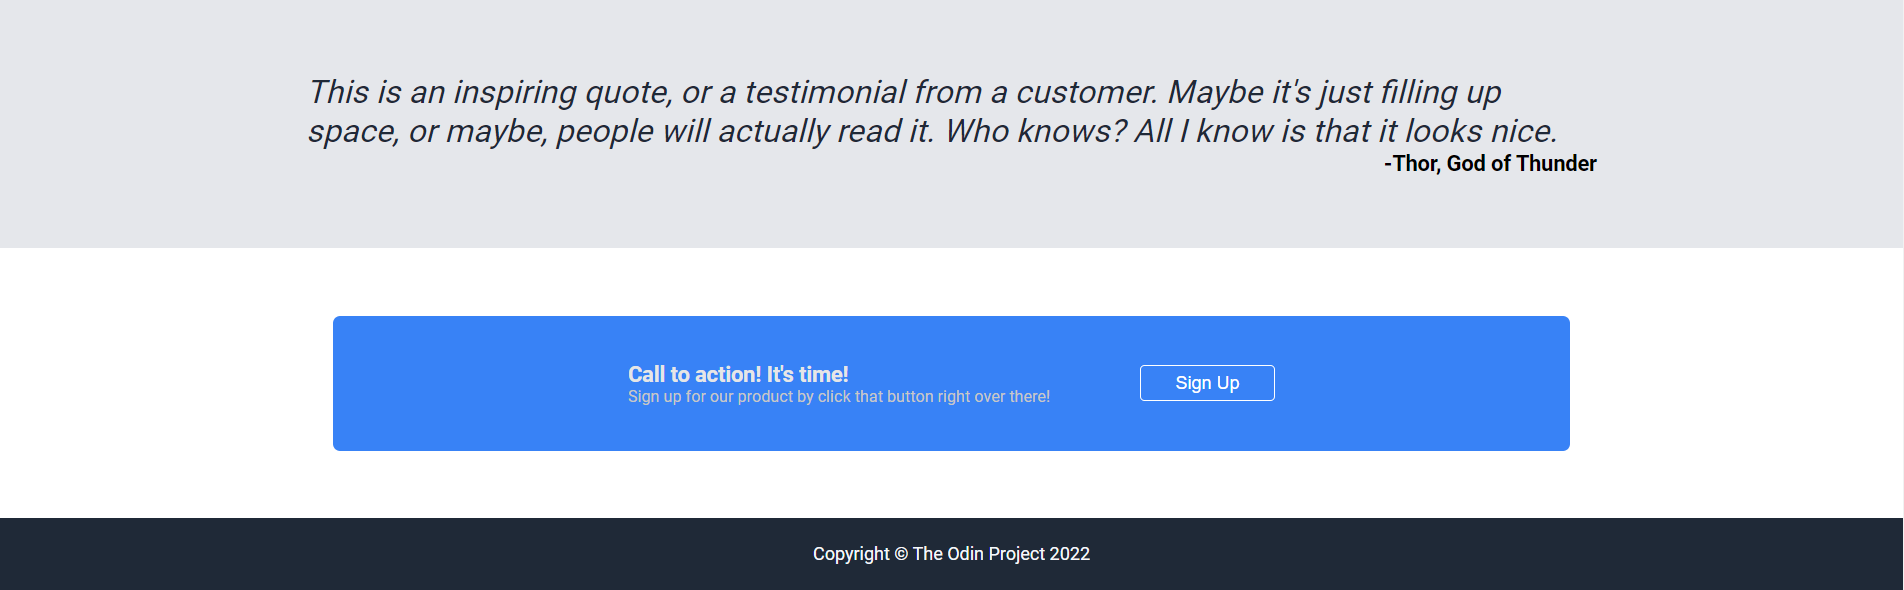 This is an inspiring quote, or a testimonial from a customer. Maybe it's just filling up
space, or maybe, people will actually read it. Who knows? All I know is that it looks nice.
-Thor, God of Thunder
Call to action! It's time!
Sign up for our product by click that button right over there!
Sign Up
Copyright © The Odin Project 2022